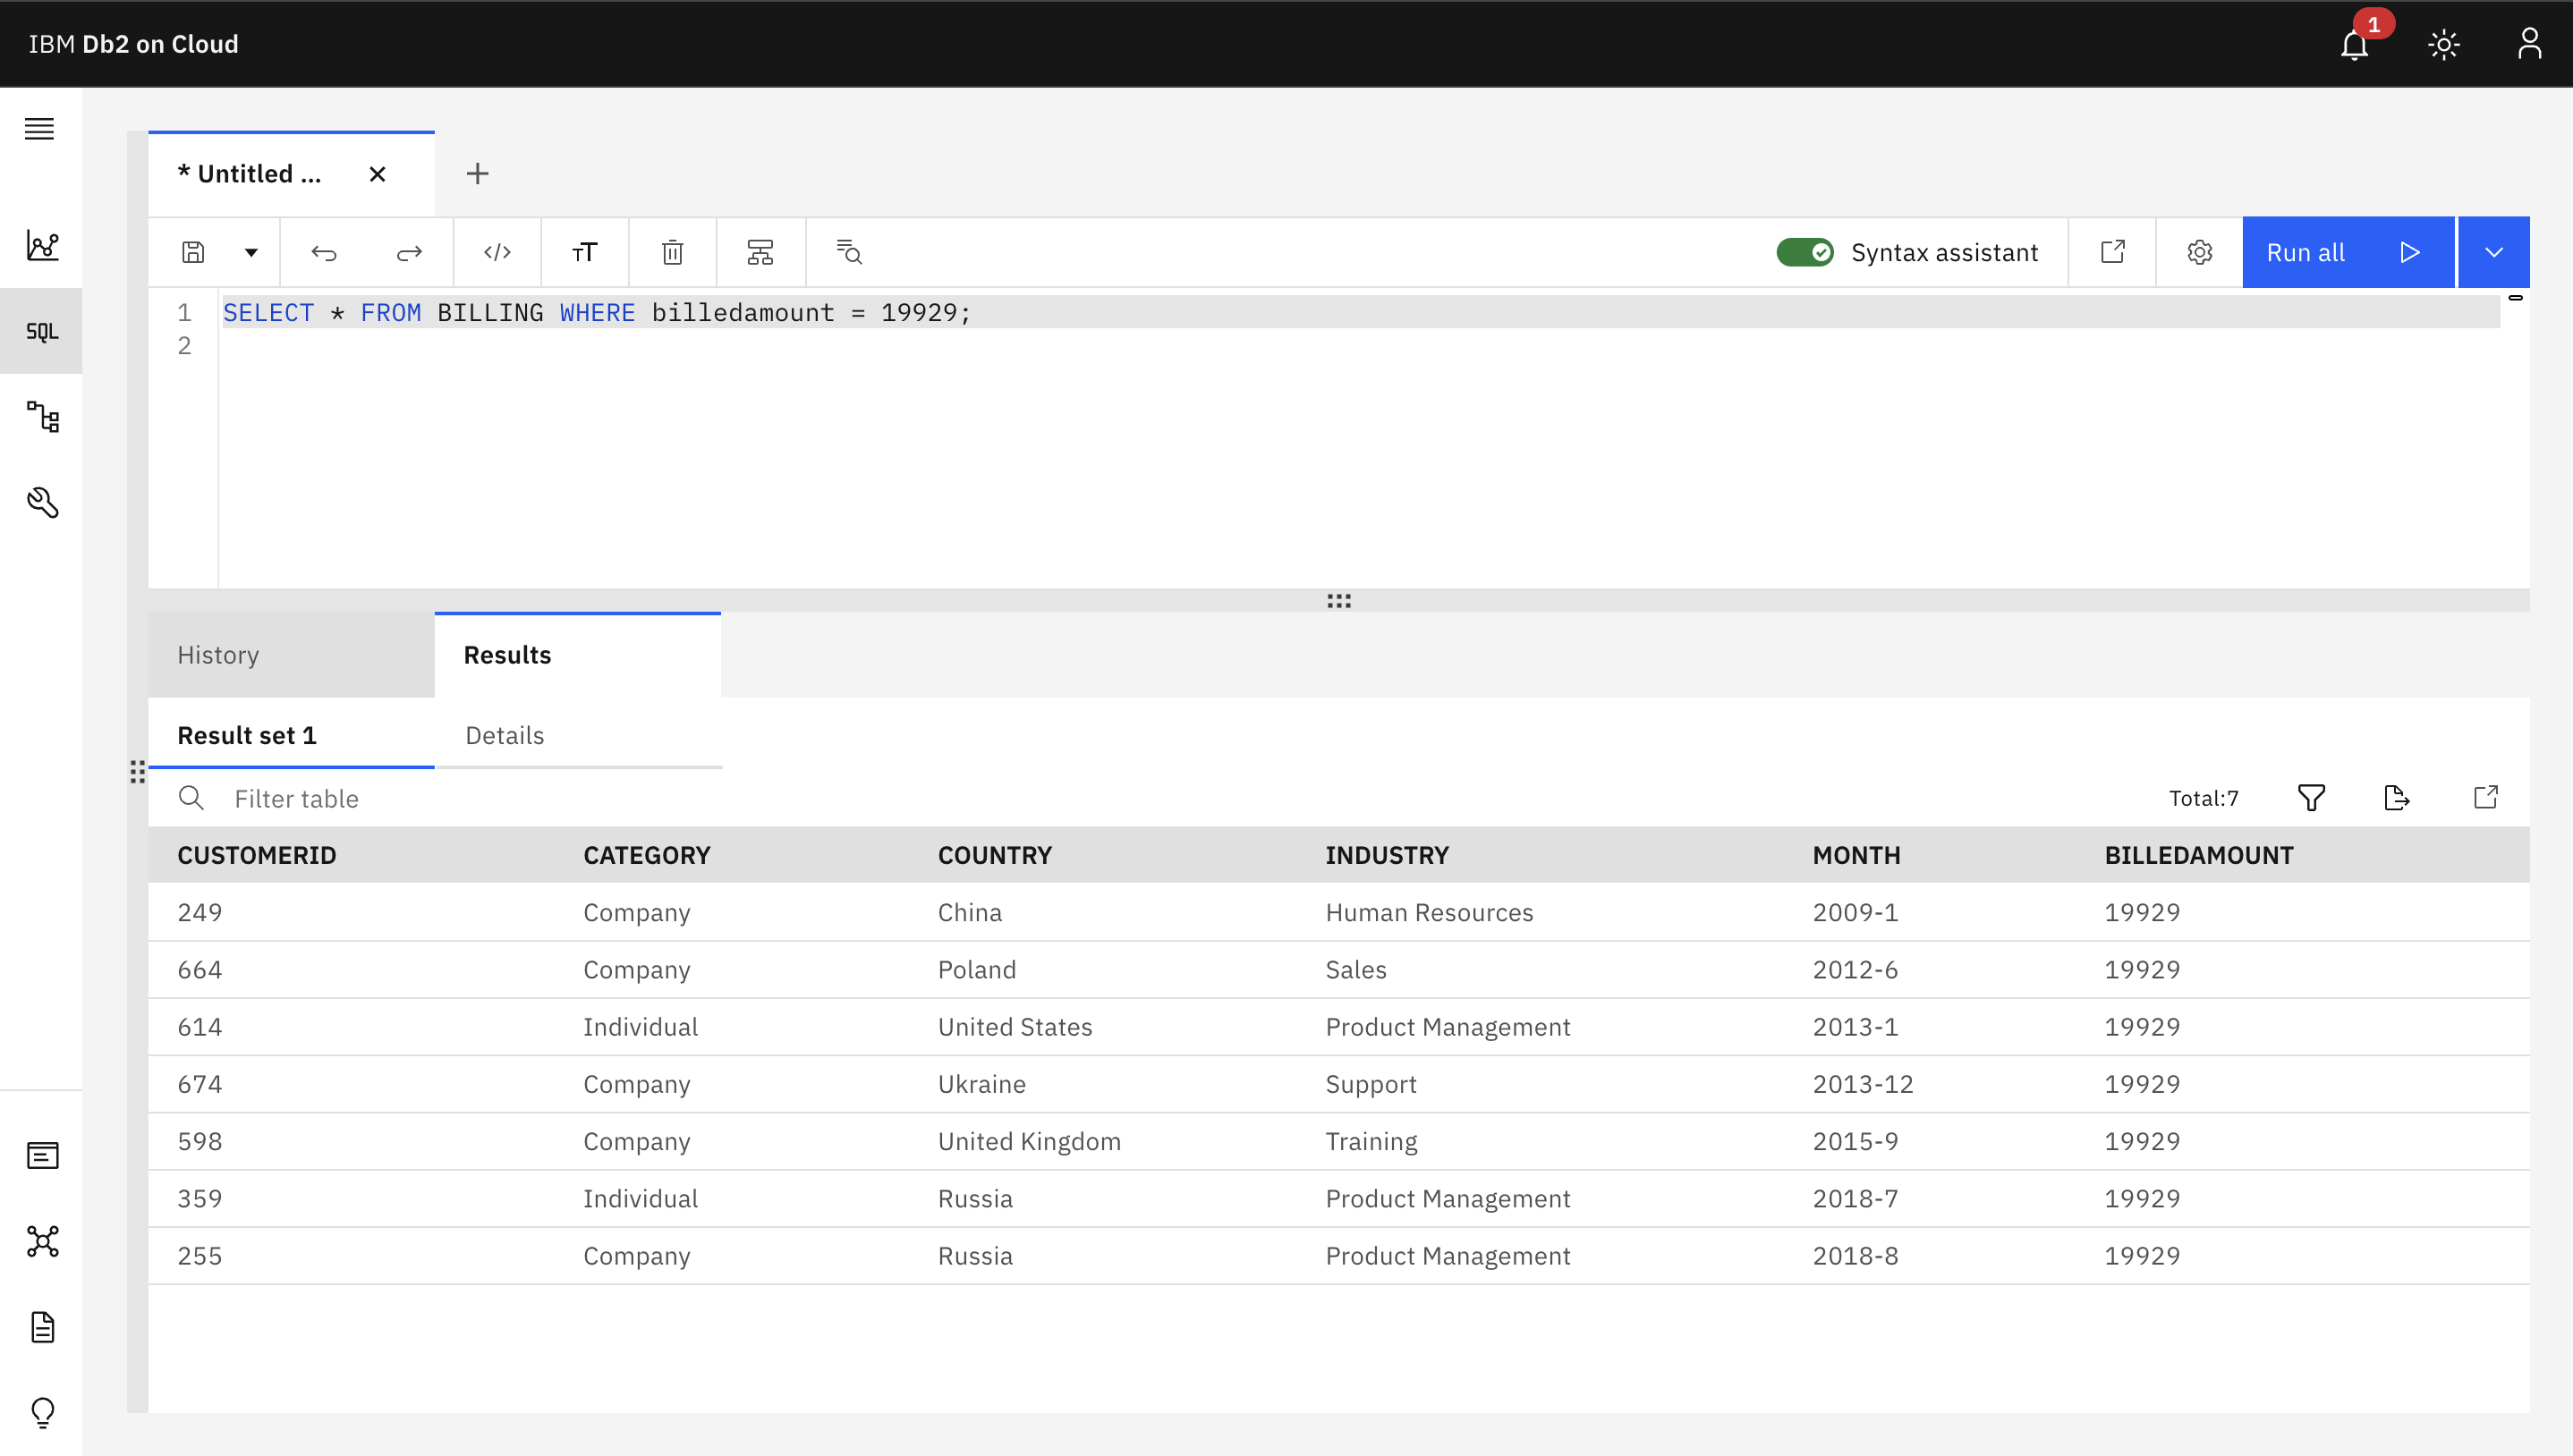 IBM Db2 on Cloud
1
* Untitled ...
SQL
</>
TT
Syntax assistant
Run all
1 SELECT * FROM BILLING WHERE billedamount = 19929;
2
History Results
Result set 1 Details
Filter table Total:7
CUSTOMERID CATEGORY COUNTRY INDUSTRY MONTH BILLEDAMOUNT
249 Company China Human Resources 2009-1 19929
664 Company Poland Sales 2012-6 19929
614 Individual United States Product Management 2013-1 19929
674 Company Ukraine Support 2013-12 19929
598 Company United Kingdom Training 2015-9 19929
359 Individual Russia Product Management 2018-7 19929
255 Company Russia Product Management 2018-8 19929